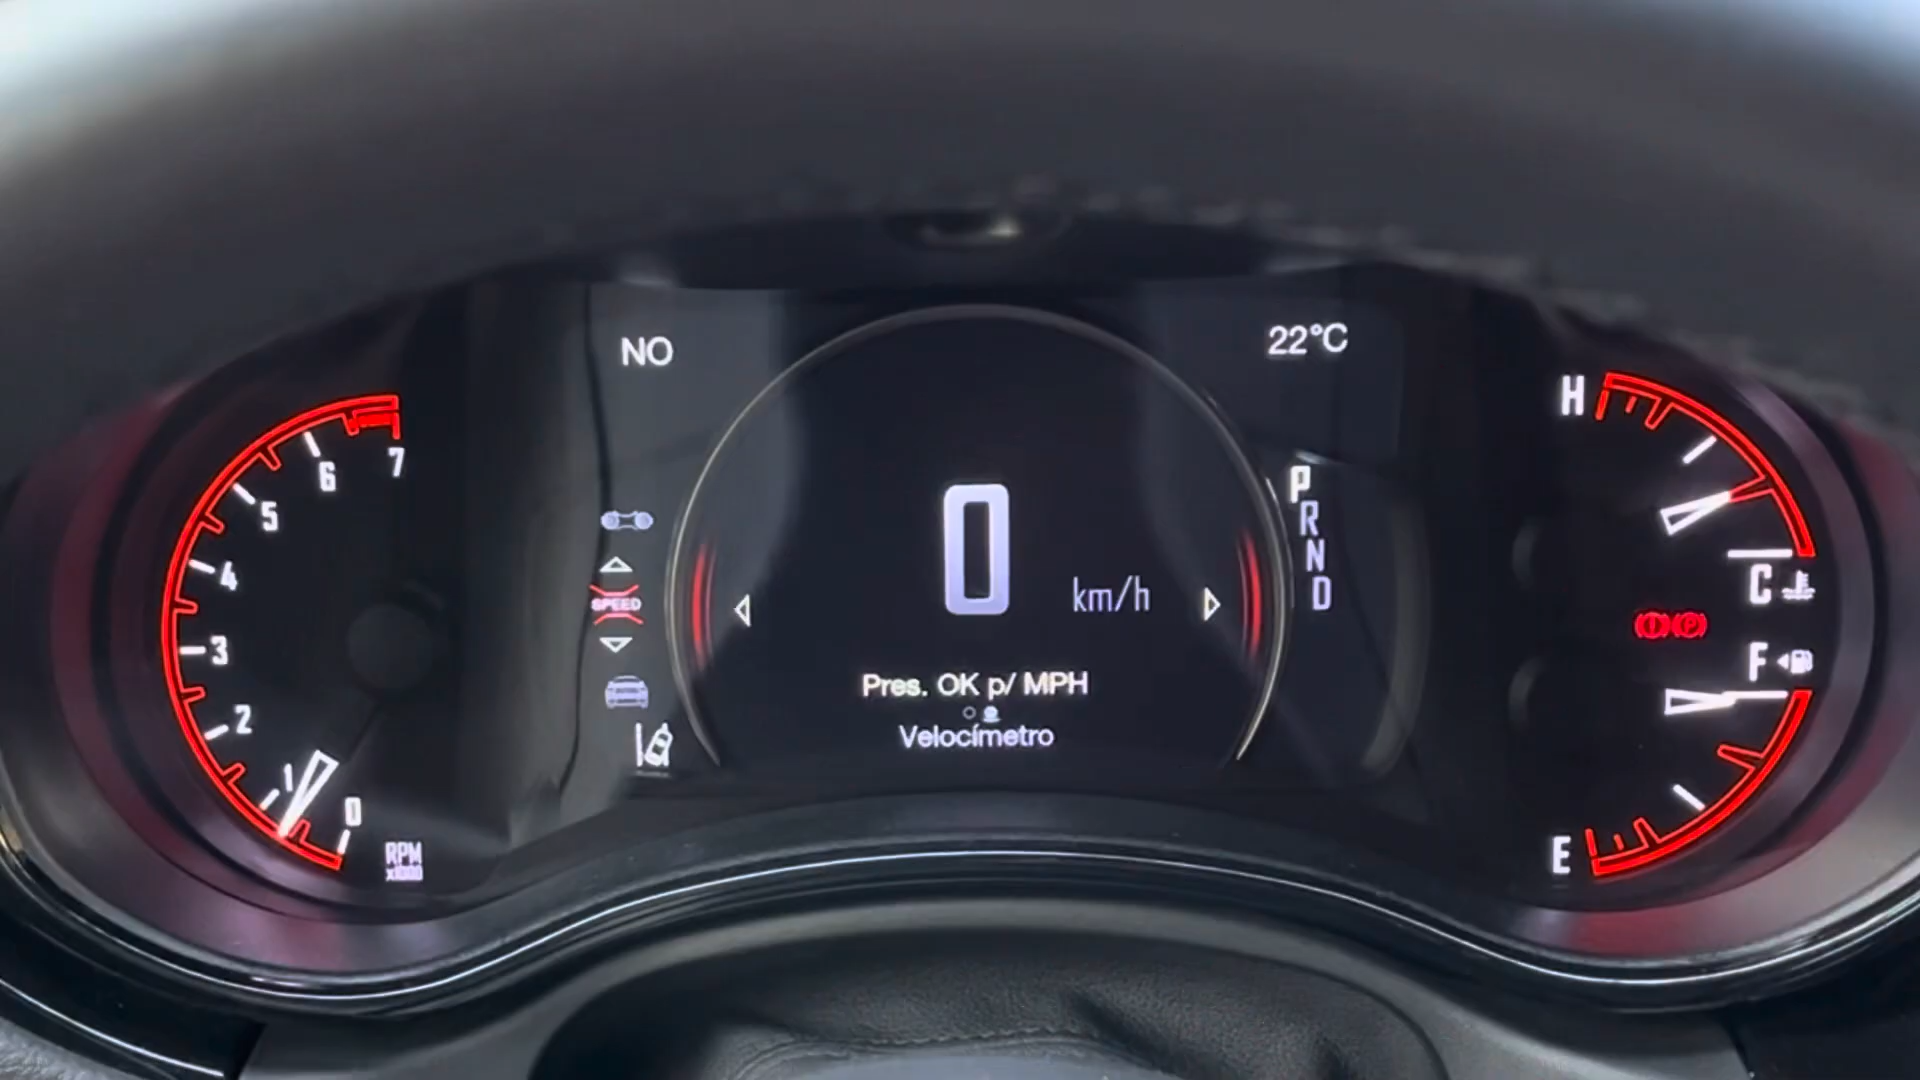 NO
22°C
7
6
5
4
3
2
1
0
RPM
x1000
SPEED
0
km/h
Pres. OK p/ MPH
Velocímetro
P
R
N
D
H
C
(!) (P)
F
E